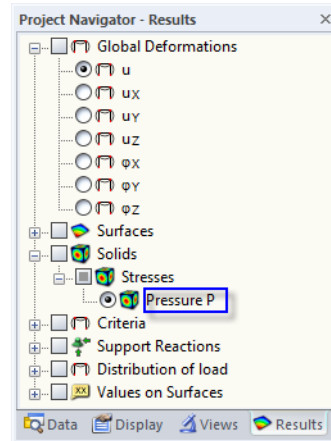 Project Navigator - Results
Global Deformations
u
uX
uY
uZ
φX
φY
φZ
Surfaces
Solids
Stresses
Pressure P
Criteria
Support Reactions
Distribution of load
xx Values on Surfaces
Data Display Views Results